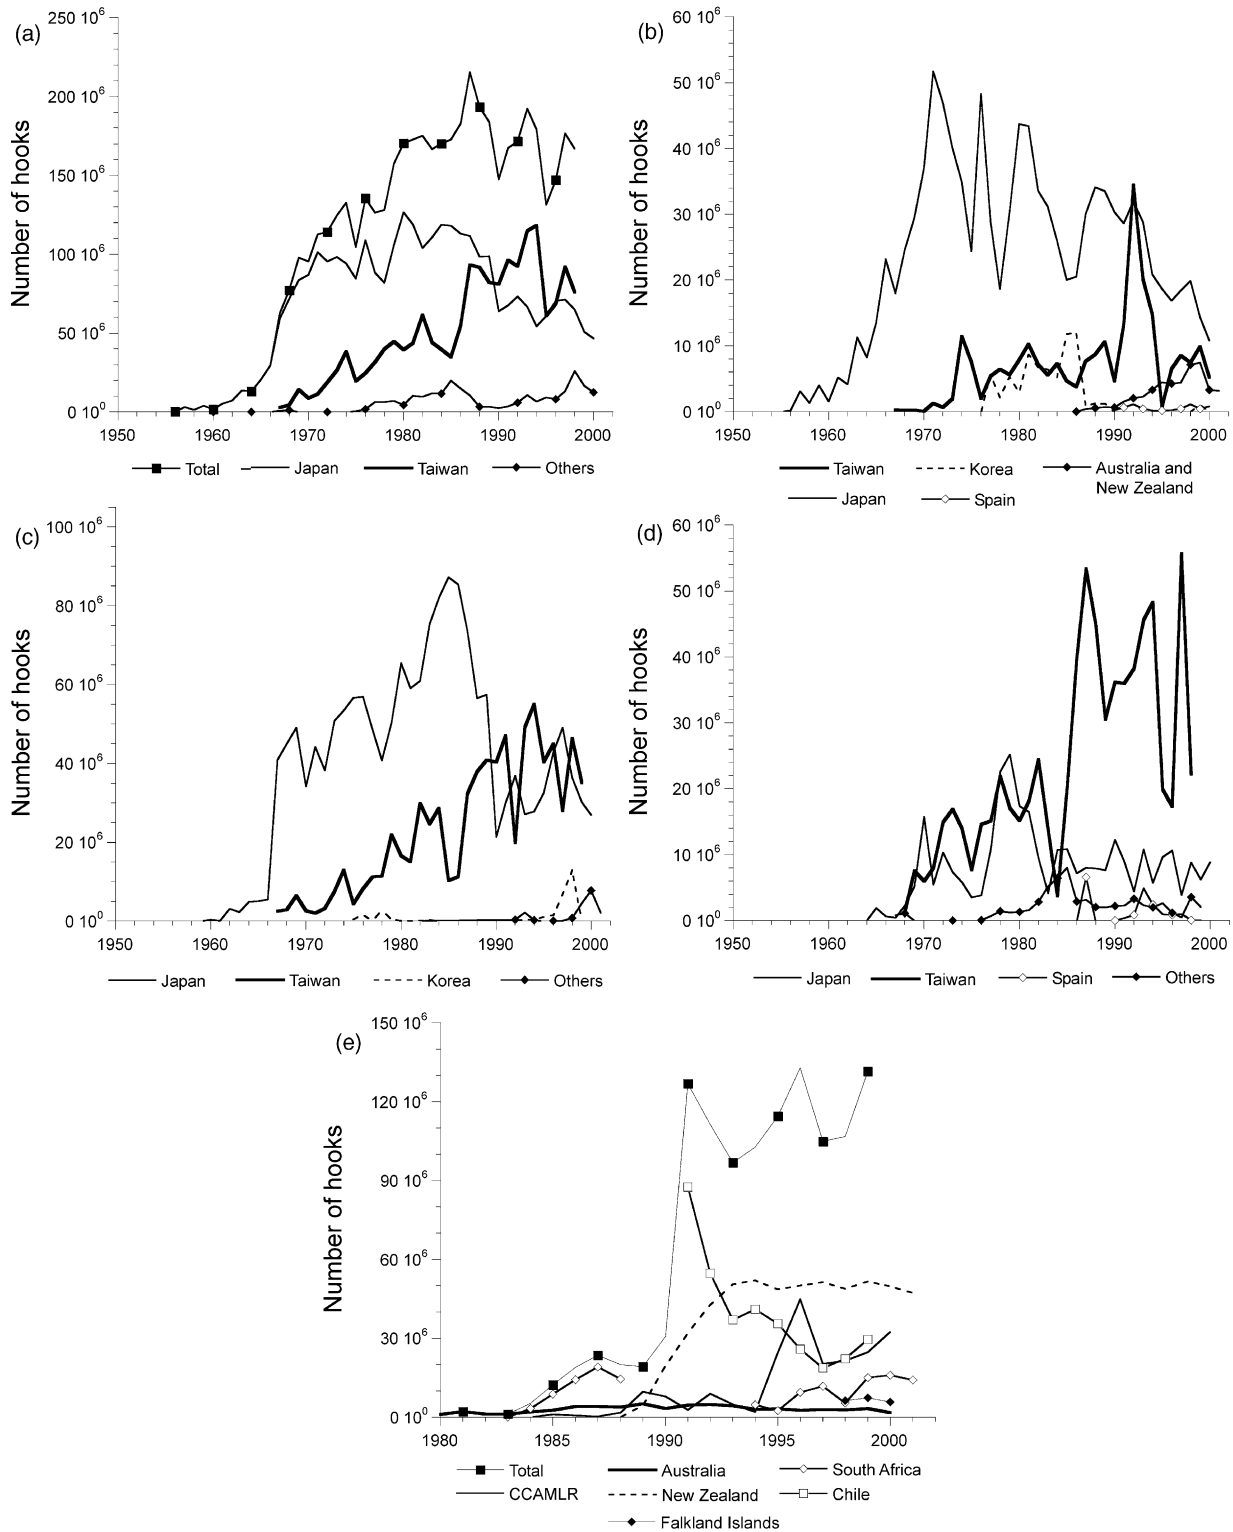 (a)
Number of hooks
250 10^6
200 10^6
150 10^6
100 10^6
50 10^6
0 10^0
1950 1960 1970 1980 1990 2000
Total Japan Taiwan Others
(b)
Number of hooks
60 10^6
50 10^6
40 10^6
30 10^6
20 10^6
10 10^6
0 10^0
1950 1960 1970 1980 1990 2000
Taiwan Korea Australia and
New Zealand
Japan Spain
(c)
Number of hooks
100 10^6
80 10^6
60 10^6
40 10^6
20 10^6
0 10^0
1950 1960 1970 1980 1990 2000
Japan Taiwan Korea Others
(d)
Number of hooks
60 10^6
50 10^6
40 10^6
30 10^6
20 10^6
10 10^6
0 10^0
1950 1960 1970 1980 1990 2000
Japan Taiwan Spain Others
(e)
Number of hooks
150 10^6
120 10^6
90 10^6
60 10^6
30 10^6
0 10^0
1980 1985 1990 1995 2000
Total Australia South Africa
CCAMLR New Zealand Chile
Falkland Islands